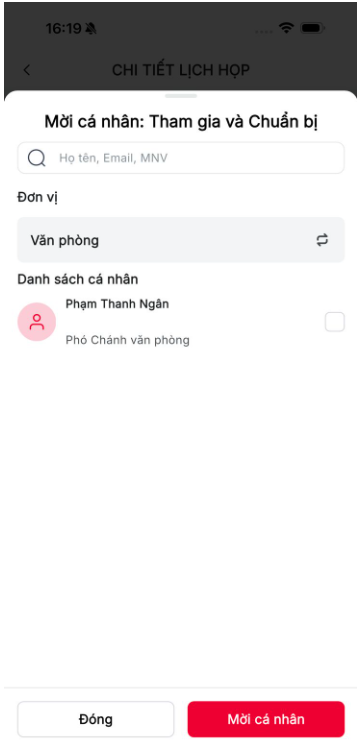 16:19
CHI TIẾT LỊCH HỌP
Mời cá nhân: Tham gia và Chuẩn bị
Họ tên, Email, MNV
Đơn vị
Văn phòng
Danh sách cá nhân
Phạm Thanh Ngân
Phó Chánh văn phòng
Đóng
Mời cá nhân